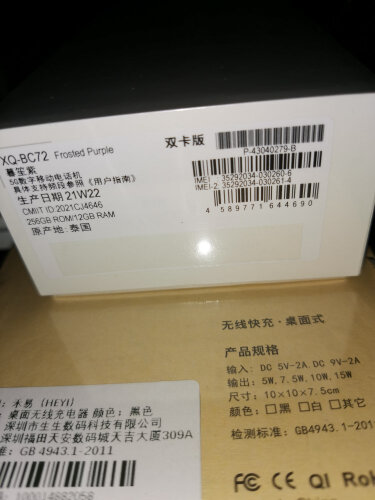 XQ-BC72 Frosted Purple
暮笙紫
5G数字移动电话机
具体支持频段参照《用户指南》
生产日期 21W22
CMIIT ID:2021CJ4646
256GB ROM/12GB RAM
原产地: 泰国
双卡版
P-43040279-B
IMEI 35292034-030260-6
IMEI-2 35292034-030261-4
4 589771 644690
无线快充·桌面式
产品规格
输入: DC 5V-2A, DC 9V-2A
输出: 5W,7.5W,10W,15W
尺寸: 10×10×7.5cm
颜色: □黑 □白 □其它
检测标准: GB4943.1-2011
: 木易 (HEYI)
: 桌面无线充电器 颜色: 黑色
深圳市生生数码科技有限公司
深圳福田天安数码城天吉大厦309A
准: GB 4943.1-2011
100014882058
CE FC QI RoH